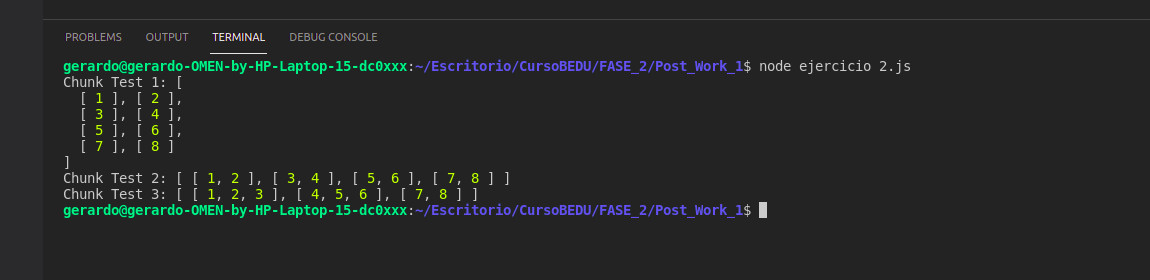 PROBLEMS OUTPUT TERMINAL DEBUG CONSOLE
gerardo@gerardo-OMEN-by-HP-Laptop-15-dc0xxx:~/Escritorio/CursoBEDU/FASE_2/Post_Work_1$ node ejercicio 2.js
Chunk Test 1: [
  [ 1 ], [ 2 ],
  [ 3 ], [ 4 ],
  [ 5 ], [ 6 ],
  [ 7 ], [ 8 ]
]
Chunk Test 2: [ [ 1, 2 ], [ 3, 4 ], [ 5, 6 ], [ 7, 8 ] ]
Chunk Test 3: [ [ 1, 2, 3 ], [ 4, 5, 6 ], [ 7, 8 ] ]
gerardo@gerardo-OMEN-by-HP-Laptop-15-dc0xxx:~/Escritorio/CursoBEDU/FASE_2/Post_Work_1$